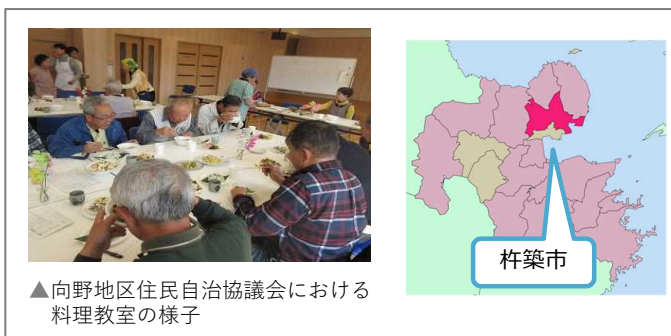 ▲向野地区住民自治協議会における
料理教室の様子
杵築市